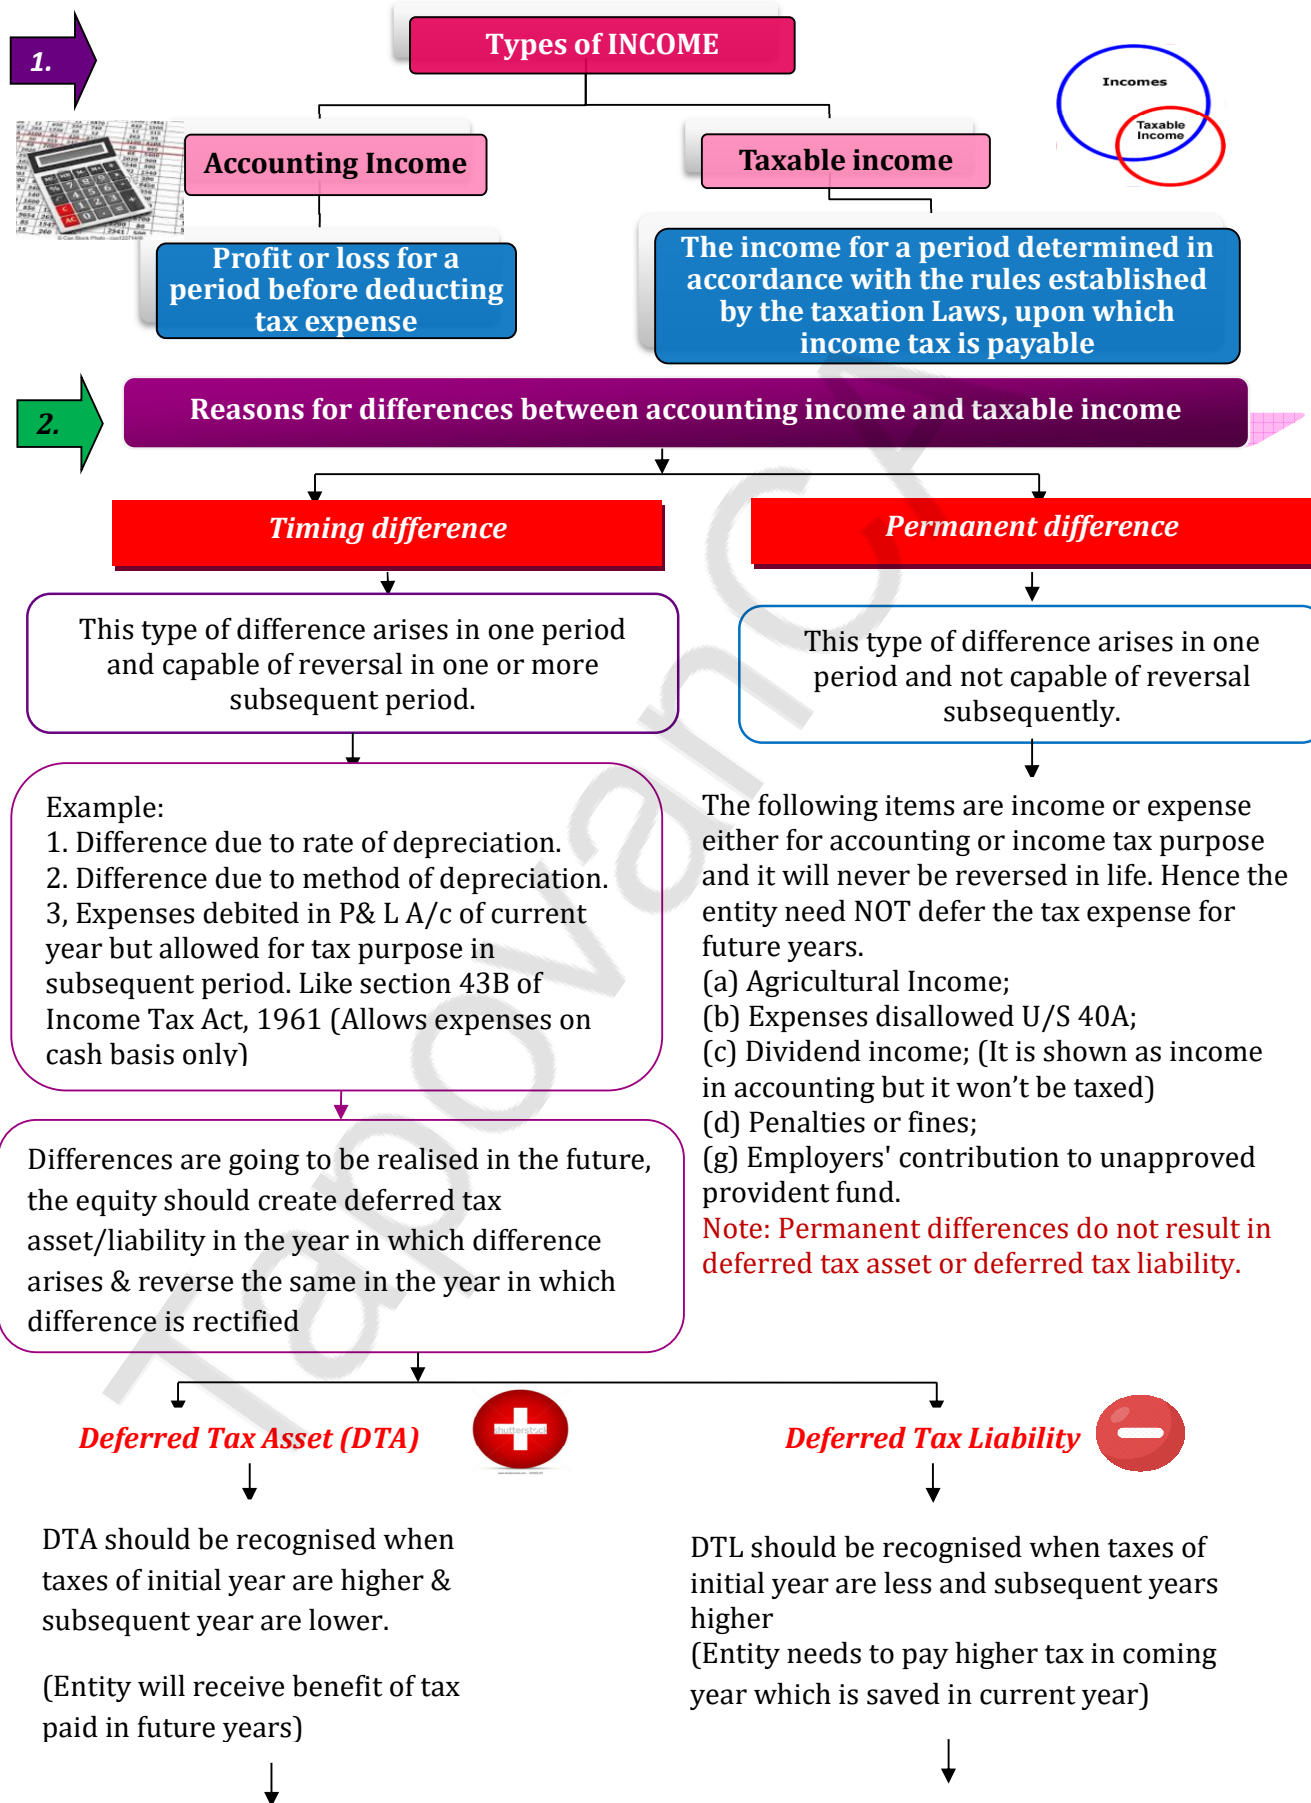 1.
Types of INCOME
Incomes
Taxable
Income
Accounting Income
Taxable income
Profit or loss for a
period before deducting
tax expense
The income for a period determined in
accordance with the rules established
by the taxation Laws, upon which
income tax is payable
2.
Reasons for differences between accounting income and taxable income
Timing difference
Permanent difference
This type of difference arises in one period
and capable of reversal in one or more
subsequent period.
This type of difference arises in one
period and not capable of reversal
subsequently.
Example:
1. Difference due to rate of depreciation.
2. Difference due to method of depreciation.
3, Expenses debited in P& L A/c of current
year but allowed for tax purpose in
subsequent period. Like section 43B of
Income Tax Act, 1961 (Allows expenses on
cash basis only)
The following items are income or expense
either for accounting or income tax purpose
and it will never be reversed in life. Hence the
entity need NOT defer the tax expense for
future years.
(a) Agricultural Income;
(b) Expenses disallowed U/S 40A;
(c) Dividend income; (It is shown as income
in accounting but it won’t be taxed)
(d) Penalties or fines;
(g) Employers' contribution to unapproved
provident fund.
Note: Permanent differences do not result in
deferred tax asset or deferred tax liability.
Differences are going to be realised in the future,
the equity should create deferred tax
asset/liability in the year in which difference
arises & reverse the same in the year in which
difference is rectified
Deferred Tax Asset (DTA)
shutterstock
Deferred Tax Liability
DTA should be recognised when
taxes of initial year are higher &
subsequent year are lower.
(Entity will receive benefit of tax
paid in future years)
DTL should be recognised when taxes of
initial year are less and subsequent years
higher
(Entity needs to pay higher tax in coming
year which is saved in current year)
TapovanCA